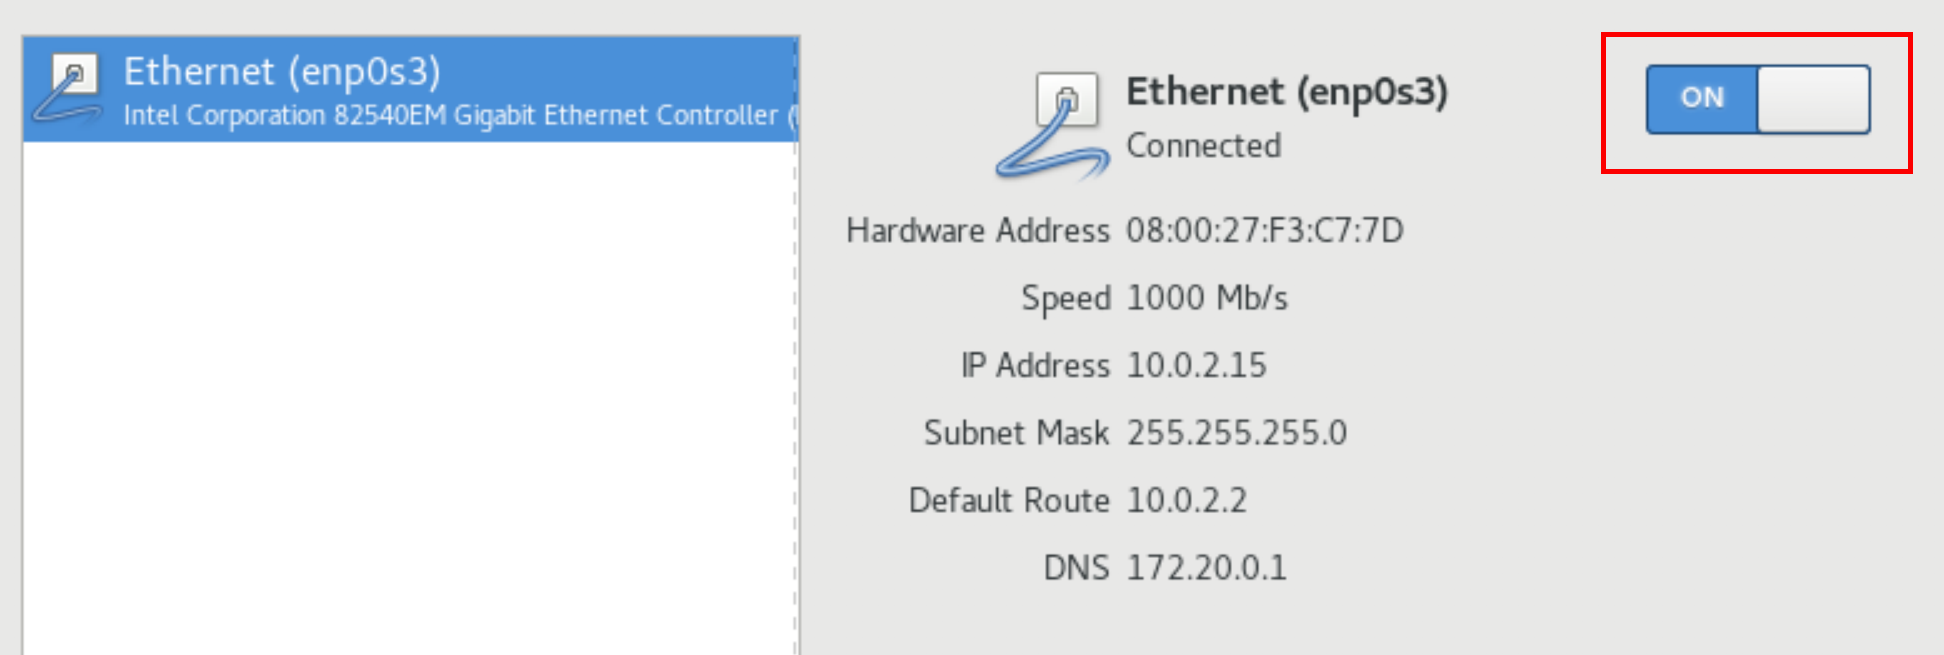 Ethernet (enp0s3)
Intel Corporation 82540EM Gigabit Ethernet Controller (
Ethernet (enp0s3)
Connected
ON
Hardware Address 08:00:27:F3:C7:7D
Speed 1000 Mb/s
IP Address 10.0.2.15
Subnet Mask 255.255.255.0
Default Route 10.0.2.2
DNS 172.20.0.1